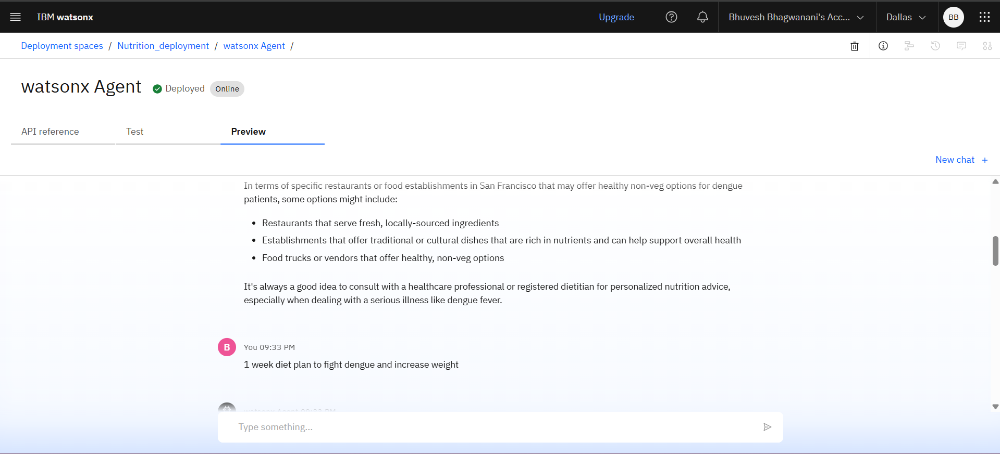 IBM watsonx
Upgrade
Bhuvesh Bhagwanani's Acc...
Dallas
BB
Deployment spaces / Nutrition_deployment / watsonx Agent /
watsonx Agent
Deployed
Online
API reference
Test
Preview
New chat +
In terms of specific restaurants or food establishments in San Francisco that may offer healthy non-veg options for dengue
patients, some options might include:
• Restaurants that serve fresh, locally-sourced ingredients
• Establishments that offer traditional or cultural dishes that are rich in nutrients and can help support overall health
• Food trucks or vendors that offer healthy, non-veg options
It's always a good idea to consult with a healthcare professional or registered dietitian for personalized nutrition advice,
especially when dealing with a serious illness like dengue fever.
B
You 09:33 PM
1 week diet plan to fight dengue and increase weight
watsonx Agent 09:33 PM
Type something...